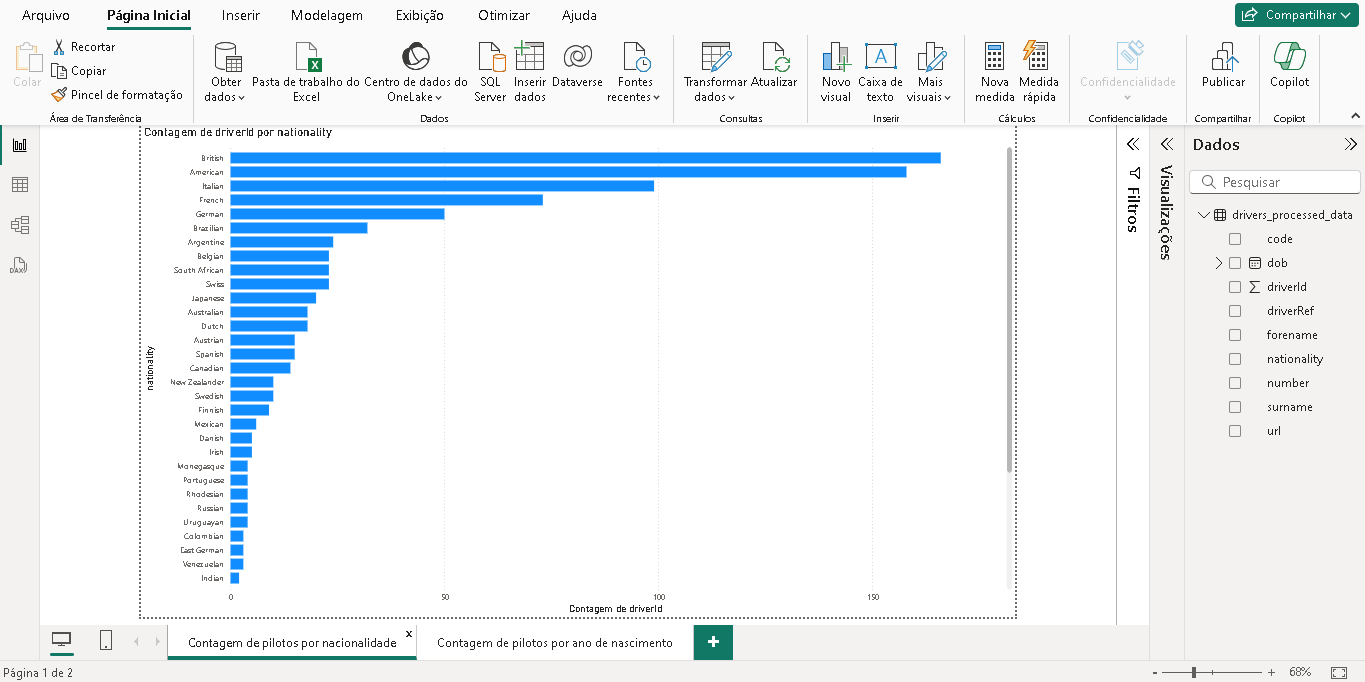 Arquivo
Página Inicial
Inserir
Modelagem
Exibição
Otimizar
Ajuda
Compartilhar
Colar
Recortar
Copiar
Pincel de formatação
Área de Transferência
Obter dados
Pasta de trabalho do Excel
Centro de dados do OneLake
SQL Server
Inserir dados
Dataverse
Fontes recentes
Dados
Transformar dados
Atualizar
Consultas
Novo visual
Caixa de texto
Mais visuais
Inserir
Nova medida
Medida rápida
Cálculos
Confidencialidade
Confidencialidade
Publicar
Compartilhar
Copilot
Copilot
DAX
Contagem de driverId por nationality
nationality
British
American
Italian
French
German
Brazilian
Argentine
Belgian
South African
Swiss
Japanese
Australian
Dutch
Austrian
Spanish
Canadian
New Zealander
Swedish
Finnish
Mexican
Danish
Irish
Monegasque
Portuguese
Rhodesian
Russian
Uruguayan
Colombian
East German
Venezuelan
Indian
0 50 100 150
Contagem de driverId
Filtros
Visualizações
Dados
Pesquisar
drivers_processed_data
code
dob
driverId
driverRef
forename
nationality
number
surname
url
Contagem de pilotos por nacionalidade x
Contagem de pilotos por ano de nascimento
+
Página 1 de 2
- + 68%